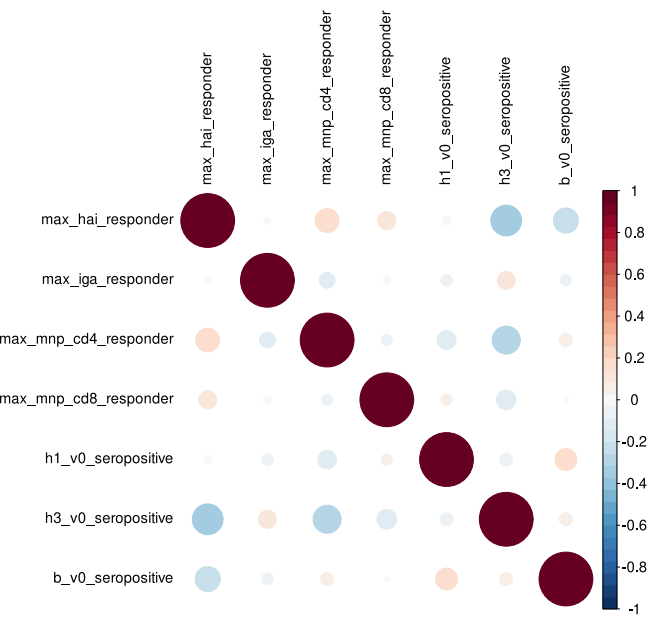 max_hai_responder
max_iga_responder
max_mnp_cd4_responder
max_mnp_cd8_responder
h1_v0_seropositive
h3_v0_seropositive
b_v0_seropositive
max_hai_responder
max_iga_responder
max_mnp_cd4_responder
max_mnp_cd8_responder
h1_v0_seropositive
h3_v0_seropositive
b_v0_seropositive
1
0.8
0.6
0.4
0.2
0
-0.2
-0.4
-0.6
-0.8
-1